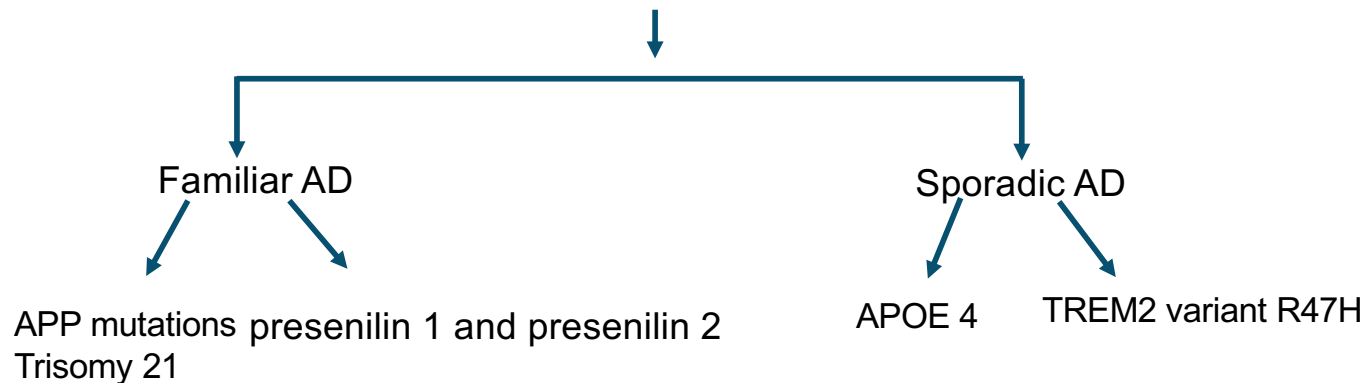 Familiar AD
Sporadic AD
APP mutations
Trisomy 21
presenilin 1 and presenilin 2
APOE 4
TREM2 variant R47H